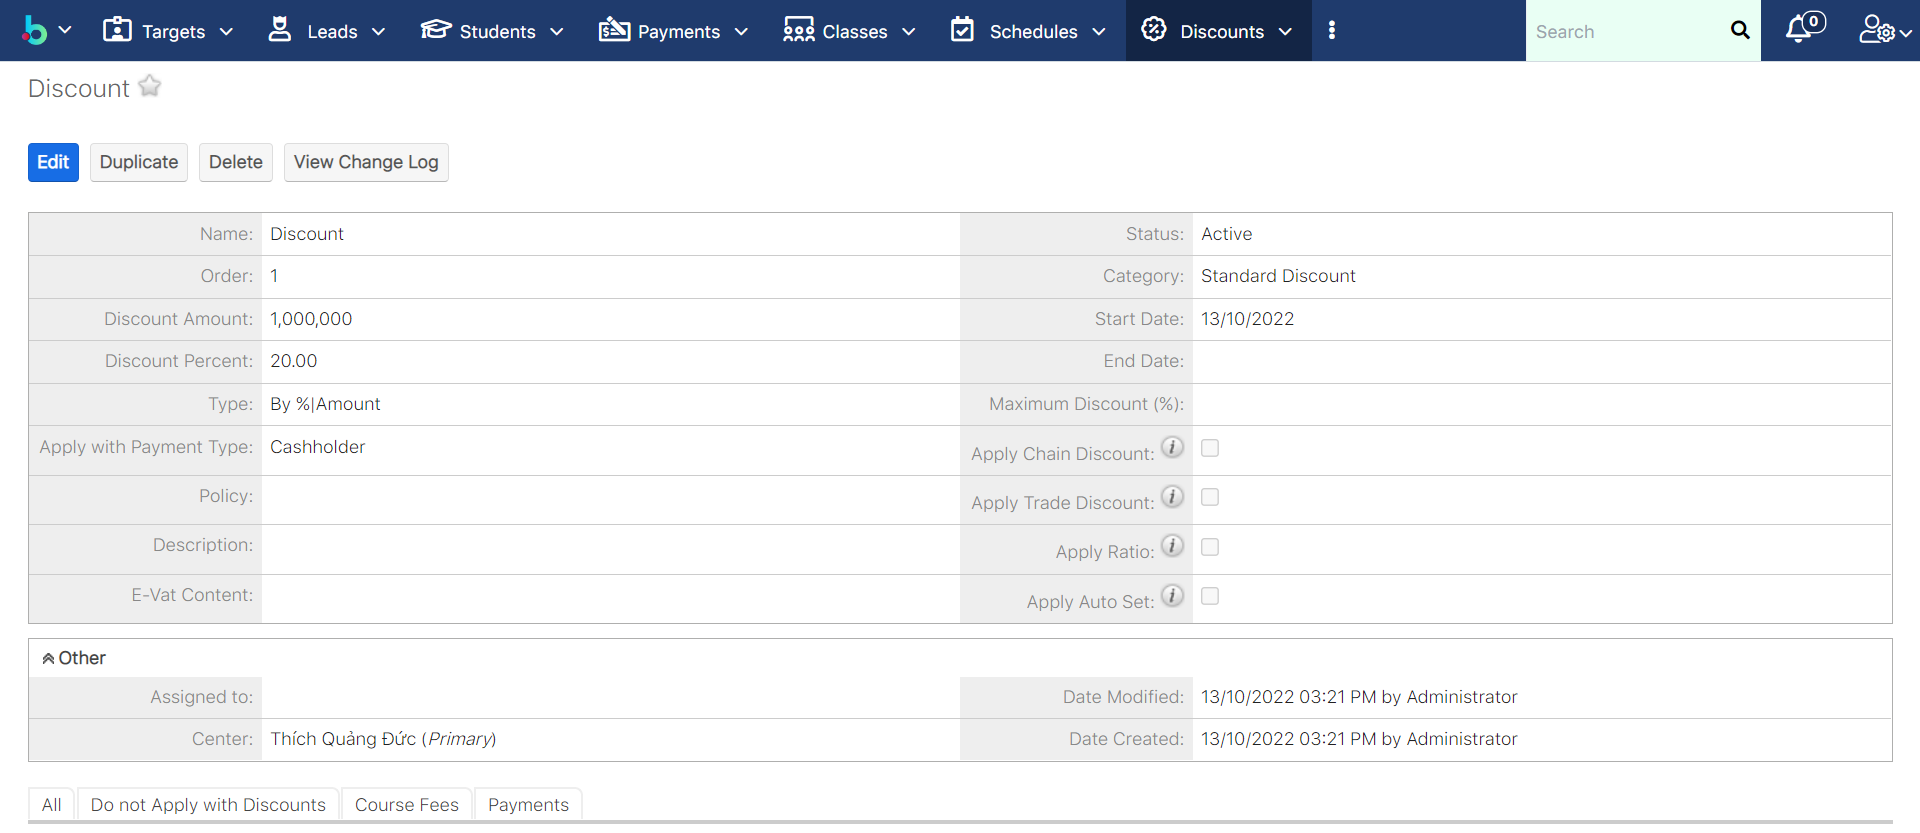 Targets Leads Students Payments Classes Schedules Discounts Search 0
Discount
Edit Duplicate Delete View Change Log
Name: Discount Status: Active
Order: 1 Category: Standard Discount
Discount Amount: 1,000,000 Start Date: 13/10/2022
Discount Percent: 20.00 End Date:
Type: By %|Amount Maximum Discount (%):
Apply with Payment Type: Cashholder Apply Chain Discount: i
Policy: Apply Trade Discount: i
Description: Apply Ratio: i
E-Vat Content: Apply Auto Set: i
Other
Assigned to: Date Modified: 13/10/2022 03:21 PM by Administrator
Center: Thích Quảng Đức (Primary) Date Created: 13/10/2022 03:21 PM by Administrator
All Do not Apply with Discounts Course Fees Payments